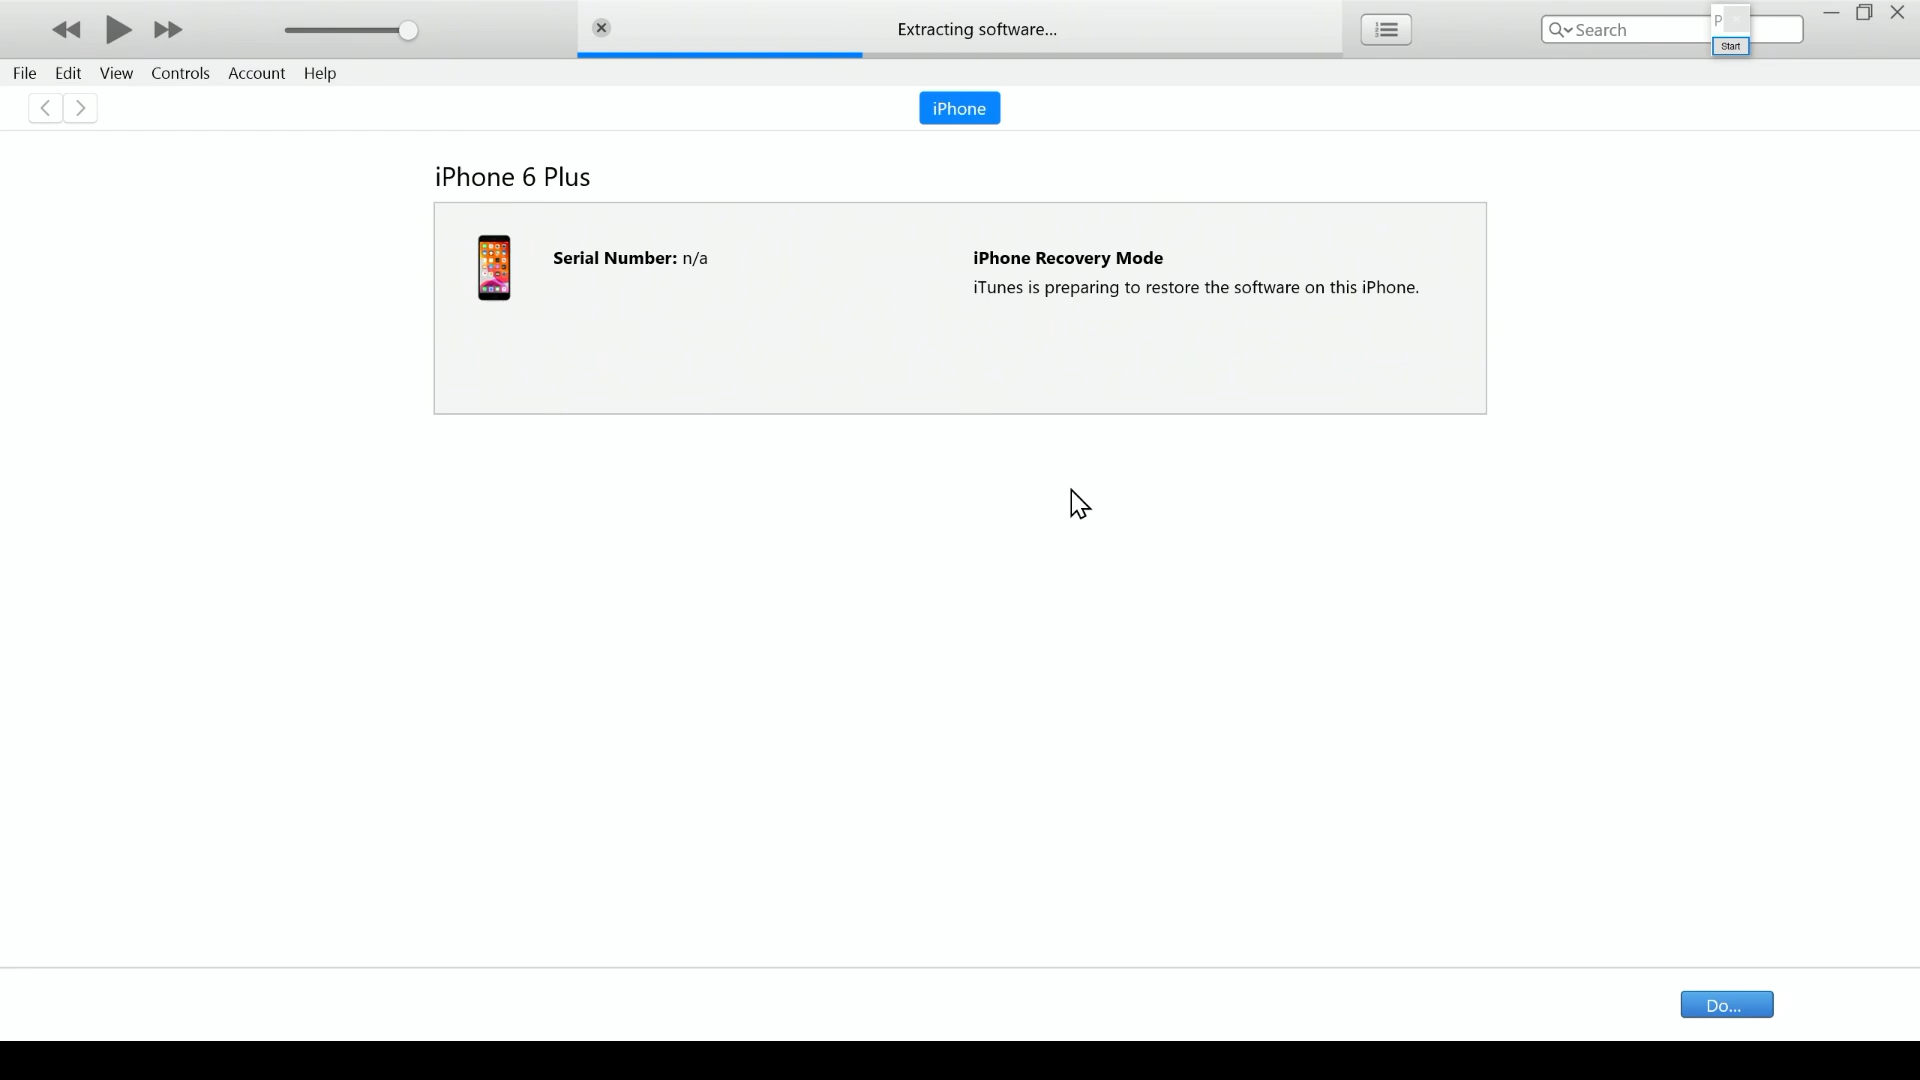 Extracting software...
Search
P
Start
File Edit View Controls Account Help
iPhone
iPhone 6 Plus
Serial Number: n/a
iPhone Recovery Mode
iTunes is preparing to restore the software on this iPhone.
Do...